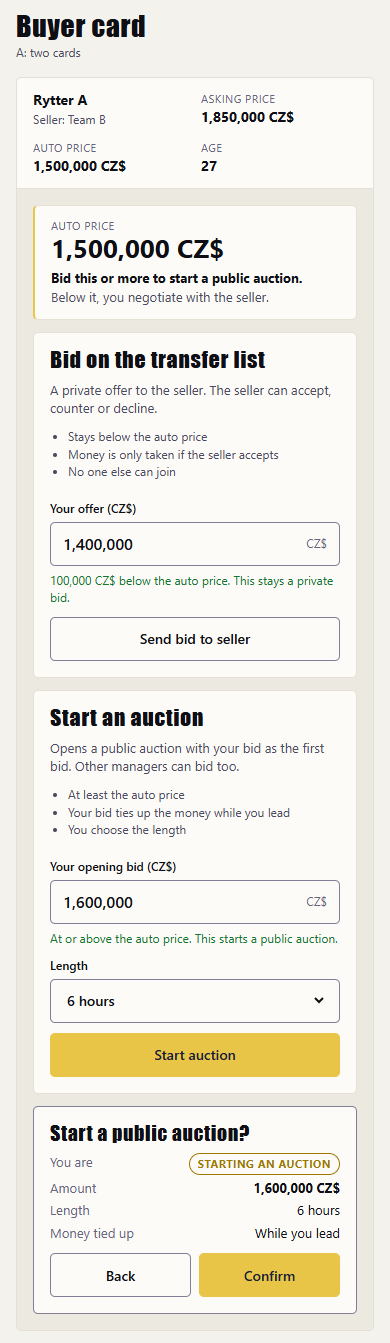 Buyer card
A: two cards
Rytter A
Seller: Team B
ASKING PRICE
1,850,000 CZ$
AUTO PRICE
1,500,000 CZ$
AGE
27
AUTO PRICE
1,500,000 CZ$
Bid this or more to start a public auction.
Below it, you negotiate with the seller.
Bid on the transfer list
A private offer to the seller. The seller can accept,
counter or decline.
• Stays below the auto price
• Money is only taken if the seller accepts
• No one else can join
Your offer (CZ$)
1,400,000 CZ$
100,000 CZ$ below the auto price. This stays a private
bid.
Send bid to seller
Start an auction
Opens a public auction with your bid as the first
bid. Other managers can bid too.
• At least the auto price
• Your bid ties up the money while you lead
• You choose the length
Your opening bid (CZ$)
1,600,000 CZ$
At or above the auto price. This starts a public auction.
Length
6 hours
Start auction
Start a public auction?
You are STARTING AN AUCTION
Amount 1,600,000 CZ$
Length 6 hours
Money tied up While you lead
Back Confirm